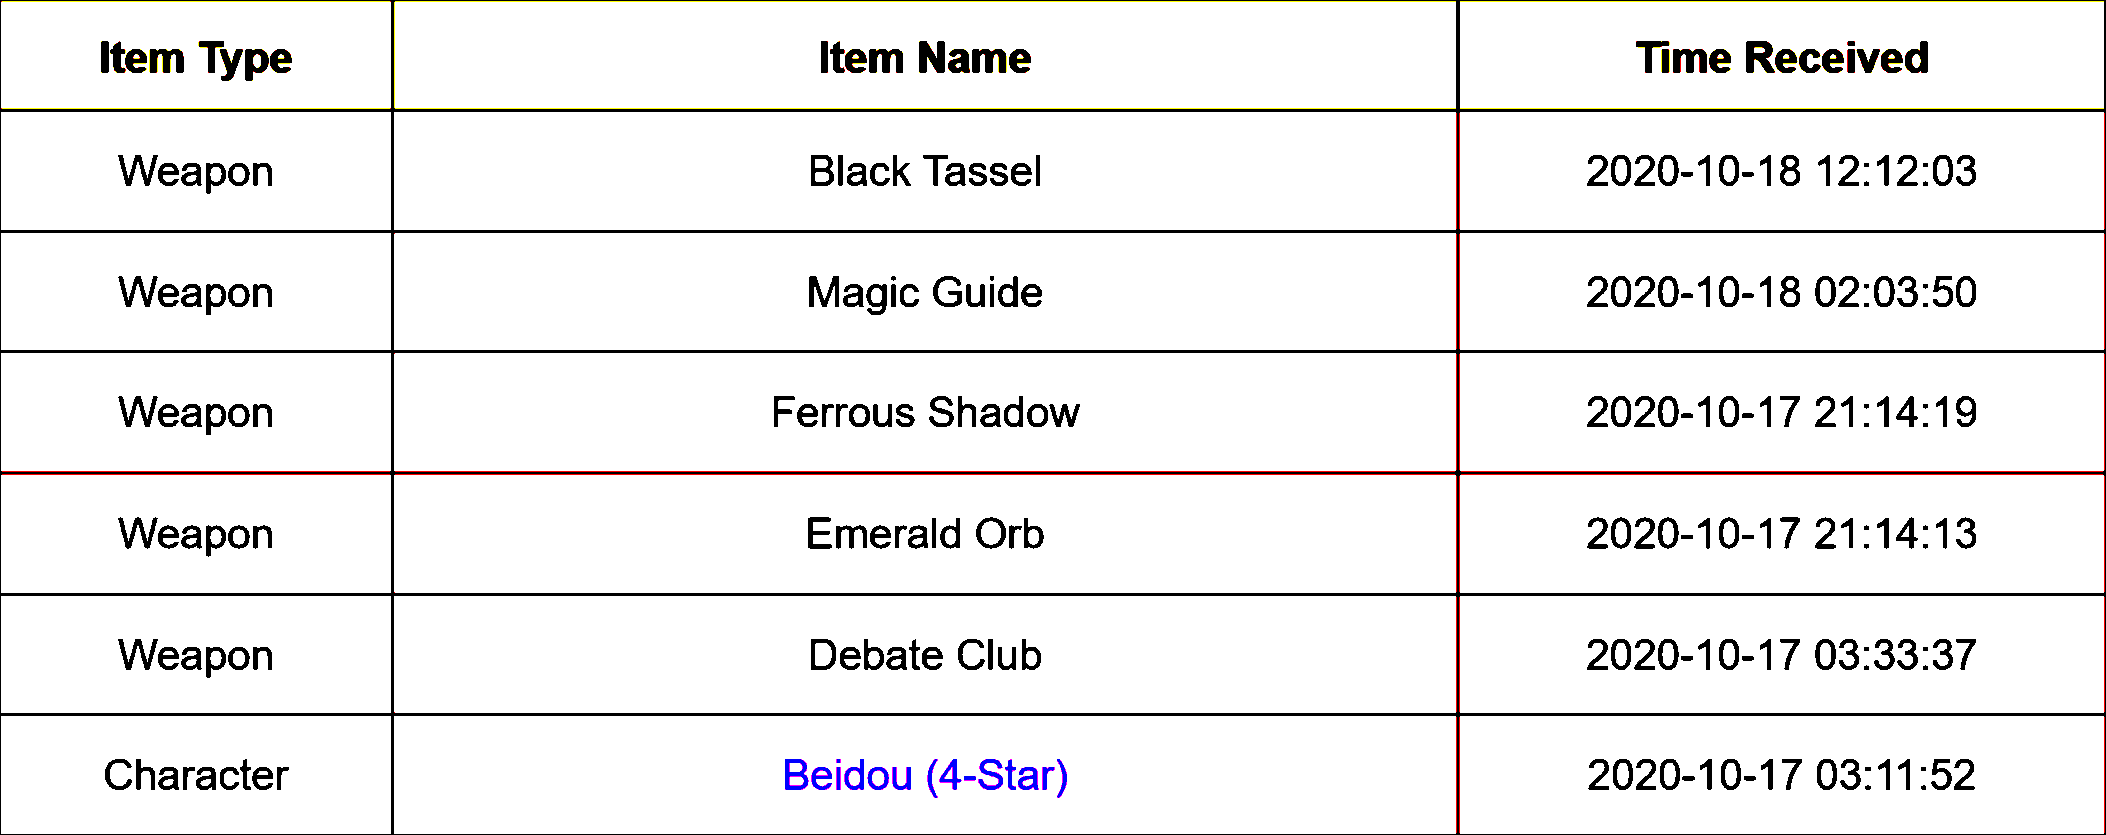 Item Type Item Name Time Received
Weapon Black Tassel 2020-10-18 12:12:03
Weapon Magic Guide 2020-10-18 02:03:50
Weapon Ferrous Shadow 2020-10-17 21:14:19
Weapon Emerald Orb 2020-10-17 21:14:13
Weapon Debate Club 2020-10-17 03:33:37
Character Beidou (4-Star) 2020-10-17 03:11:52